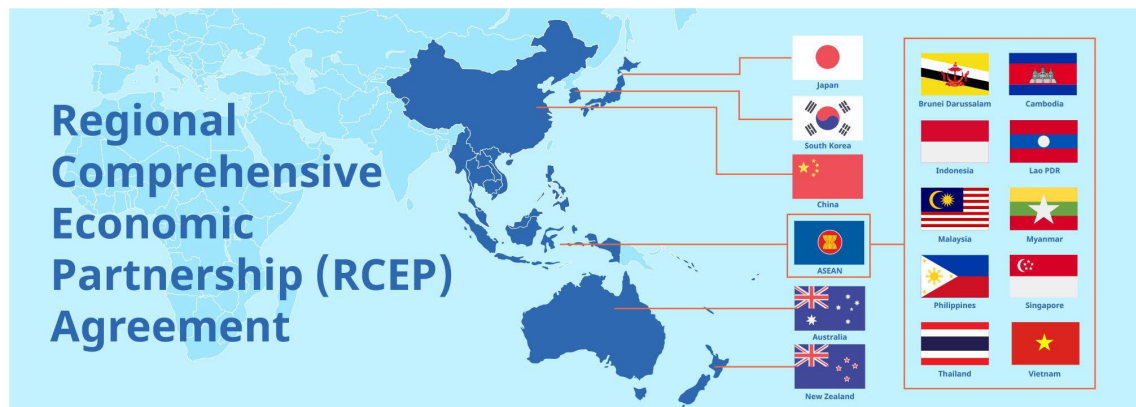 Regional
Comprehensive
Economic
Partnership (RCEP)
Agreement
Japan
South Korea
China
ASEAN
Australia
New Zealand
Brunei Darussalam
Cambodia
Indonesia
Lao PDR
Malaysia
Myanmar
Philippines
Singapore
Thailand
Vietnam